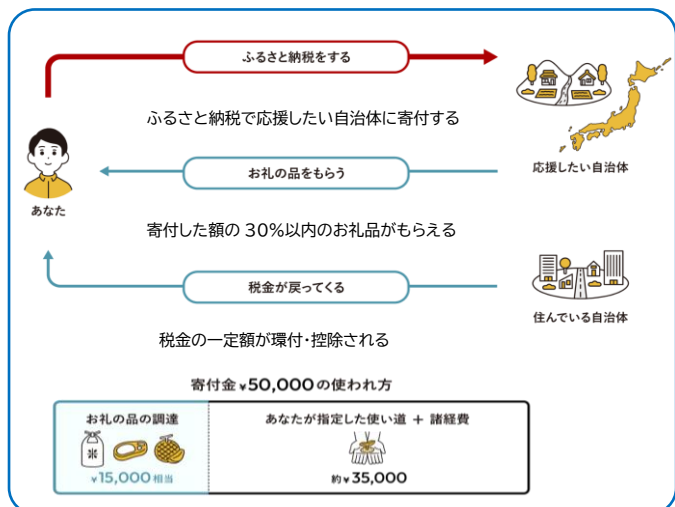 ふるさと納税をする
ふるさと納税で応援したい自治体に寄付する
応援したい自治体
お礼の品をもらう
あなた
寄付した額の 30%以内のお礼品がもらえる
税金が戻ってくる
住んでいる自治体
税金の一定額が環付・控除される
寄付金¥50,000の使われ方
お礼の品の調達
¥15,000相当
あなたが指定した使い道 + 諸経費
約¥35,000